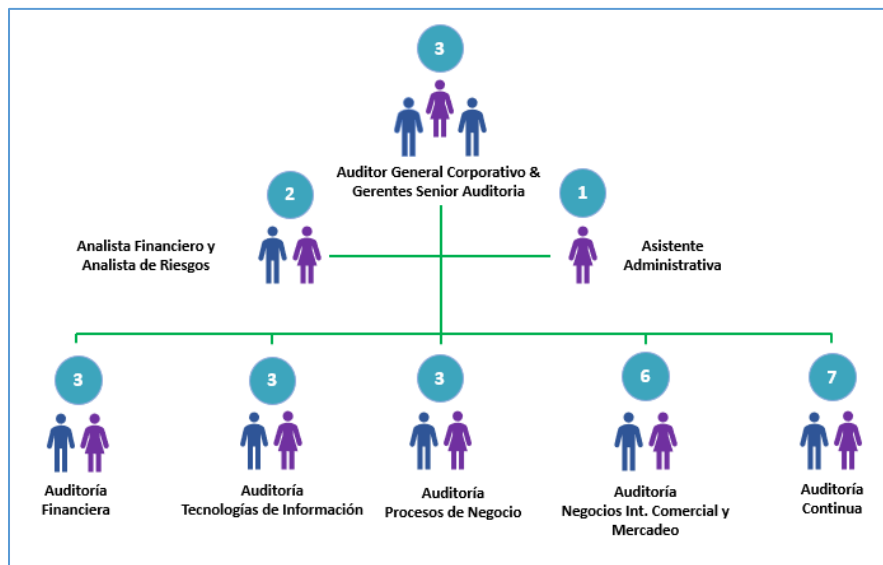 3
Auditor General Corporativo &
Gerentes Senior Auditoria
2
1
Analista Financiero y
Analista de Riesgos
Asistente
Administrativa
3
3
3
6
7
Auditoría
Financiera
Auditoría
Tecnologías de Información
Auditoría
Procesos de Negocio
Auditoría
Negocios Int. Comercial y
Mercadeo
Auditoría
Continua